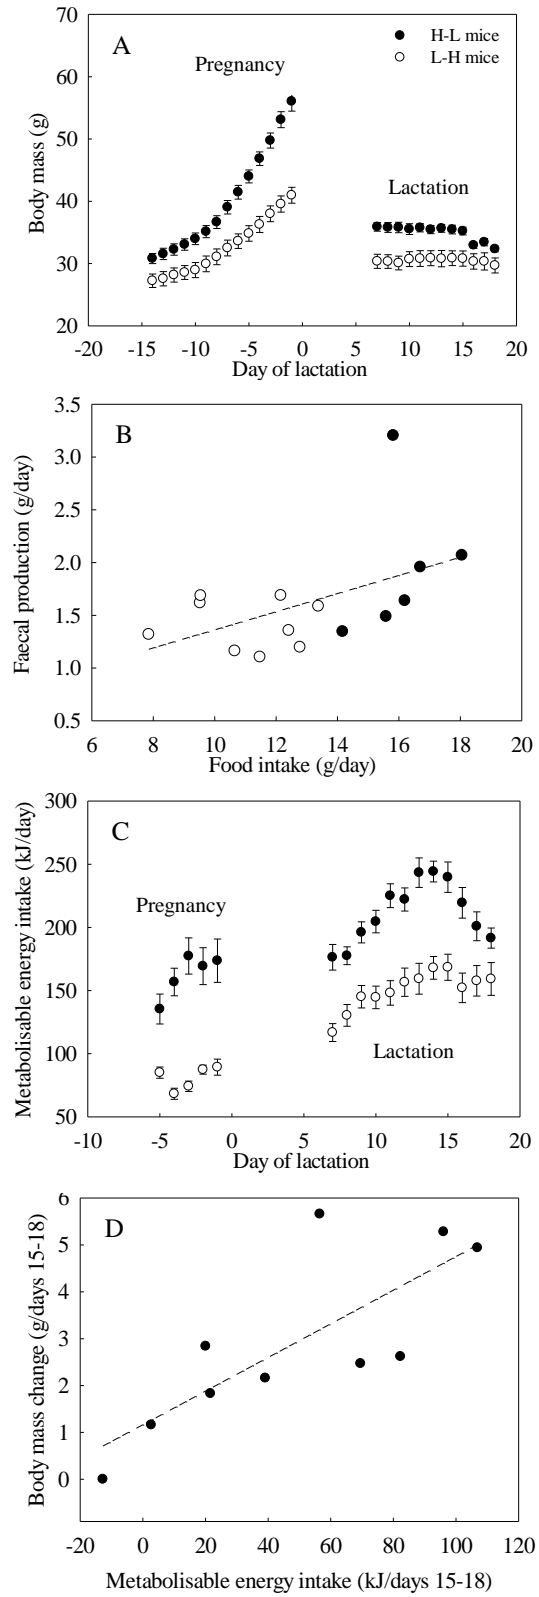 70
A
H-L mice
L-H mice
Pregnancy
60
50
40
30
20
Lactation
Body mass (g)
-20 -15 -10 -5 0 5 10 15 20
Day of lactation
3.5
B
3.0
2.5
2.0
1.5
1.0
0.5
Faecal production (g/day)
6 8 10 12 14 16 18 20
Food intake (g/day)
300
C
250
200
150
100
50
Pregnancy
Lactation
Metabolisable energy intake (kJ/day)
-10 -5 0 5 10 15 20
Day of lactation
6
D
5
4
3
2
1
0
Body mass change (g/days 15-18)
-20 0 20 40 60 80 100 120
Metabolisable energy intake (kJ/days 15-18)